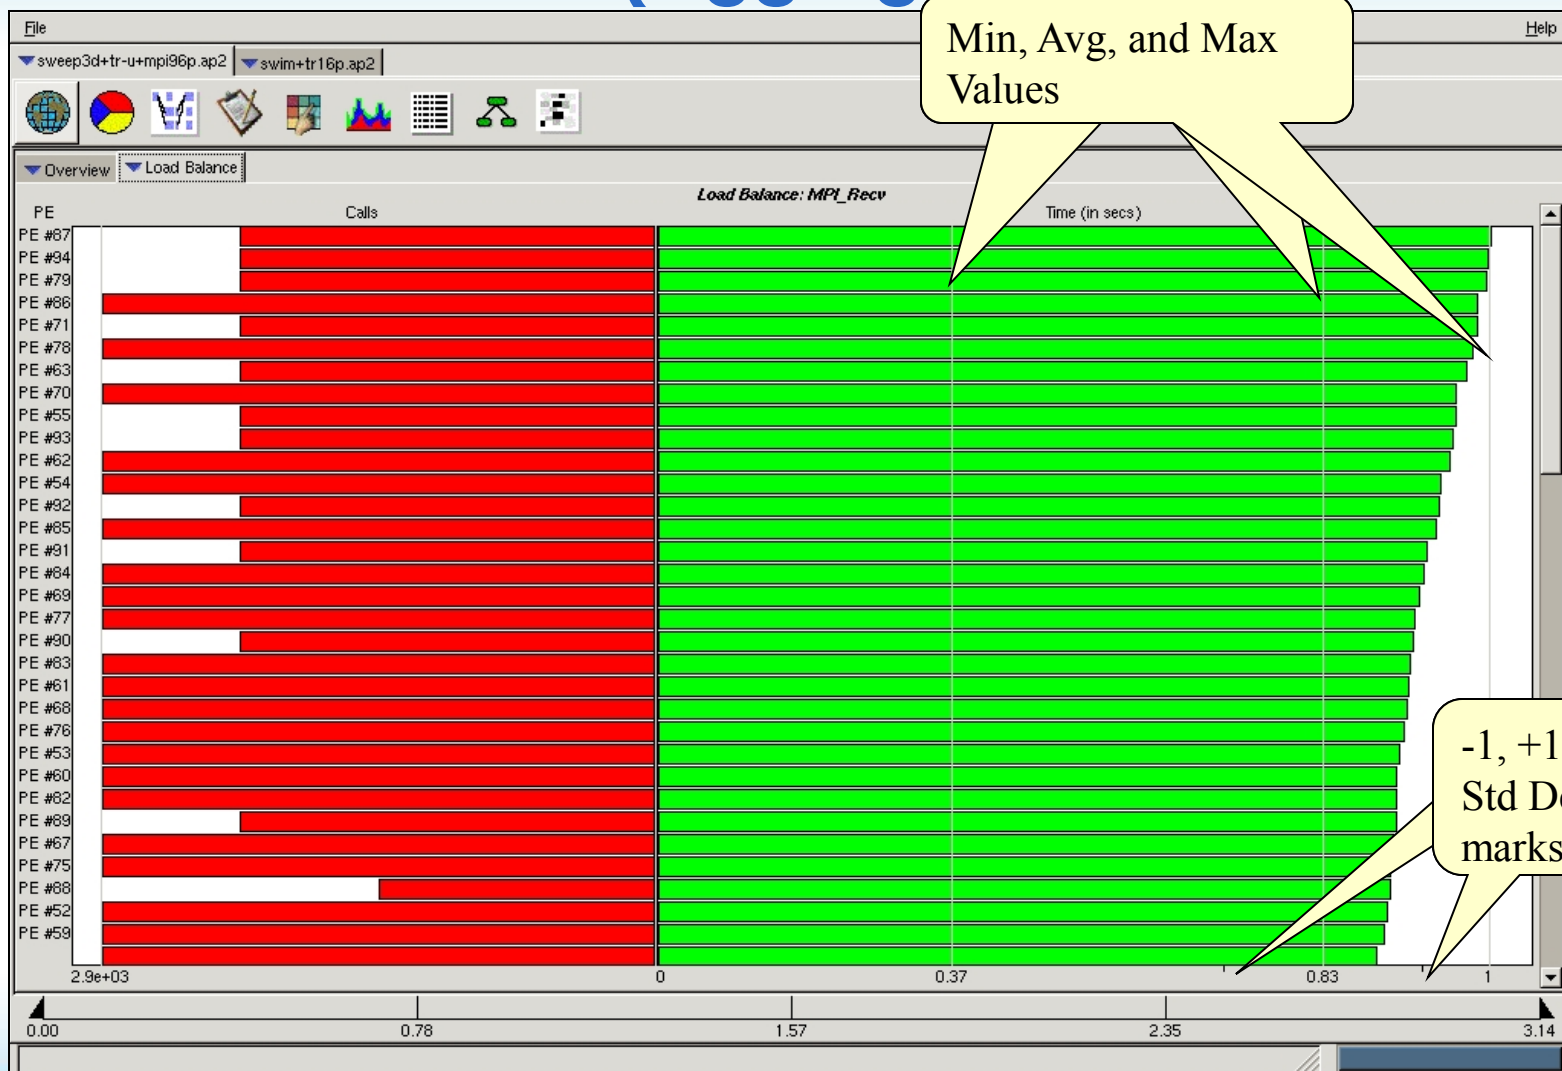 File Help
Min, Avg, and Max
Values
sweep3d+tr-u+mpi96p.ap2 swim+tr16p.ap2
Overview Load Balance
Load Balance: MPI_Recv
PE Calls Time (in secs)
PE #87
PE #94
PE #79
PE #86
PE #71
PE #78
PE #63
PE #70
PE #55
PE #93
PE #62
PE #54
PE #92
PE #85
PE #91
PE #84
PE #69
PE #77
PE #90
PE #83
PE #61
PE #68
PE #76
PE #53
PE #60
PE #82
PE #89
PE #67
PE #75
PE #88
PE #52
PE #59
-1, +1
Std
marks
2.9e+03 0 0.37 0.83 1
0.00 0.78 1.57 2.35 3.14